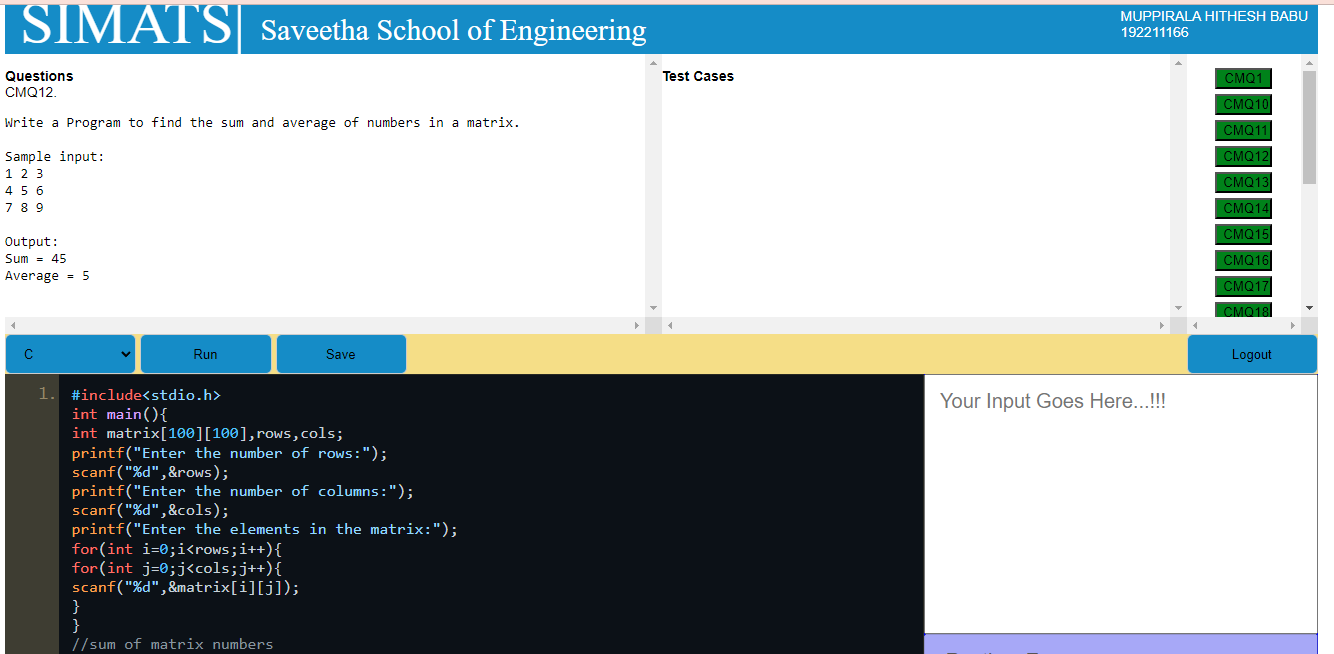 SIMATS
Saveetha School of Engineering
MUPPIRALA HITHESH BABU
192211166
Questions
CMQ12.
Write a Program to find the sum and average of numbers in a matrix.
Sample input:
1 2 3
4 5 6
7 8 9
Output:
Sum = 45
Average = 5
Test Cases
CMQ1
CMQ10
CMQ11
CMQ12
CMQ13
CMQ14
CMQ15
CMQ16
CMQ17
CMQ18
C
Run
Save
Logout
1.
#include<stdio.h>
int main(){
int matrix[100][100],rows,cols;
printf("Enter the number of rows:");
scanf("%d",&rows);
printf("Enter the number of columns:");
scanf("%d",&cols);
printf("Enter the elements in the matrix:");
for(int i=0;i<rows;i++){
for(int j=0;j<cols;j++){
scanf("%d",&matrix[i][j]);
}
}
//sum of matrix numbers
Your Input Goes Here...!!!